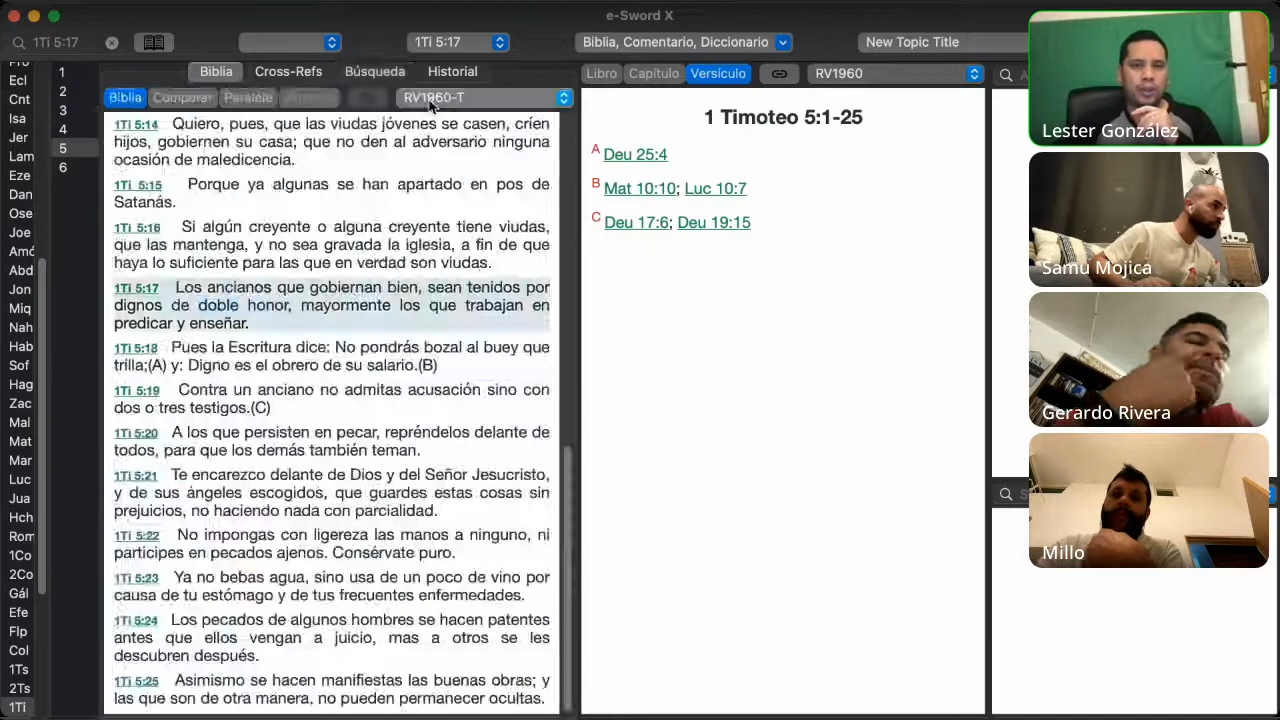 e-Sword X
1Ti 5:17
1Ti 5:17
Biblia, Comentario, Diccionario
New Topic Title
Biblia
Cross-Refs
Búsqueda
Historial
Biblia
Comparar
Paralelo
RV1960-T
Libro
Capítulo
Versículo
RV1960
Ecl
Cnt
Isa
Jer
Lam
Eze
Dan
Ose
Joe
Amó
Abd
Jon
Miq
Nah
Hab
Sof
Hag
Zac
Mal
Mat
Mar
Luc
Jua
Hch
Rom
1Co
2Co
Gál
Efe
Flp
Col
1Ts
2Ts
1Ti
1
2
3
4
5
6
1Ti 5:14 Quiero, pues, que las viudas jóvenes se casen, críen
hijos, gobiernen su casa; que no den al adversario ninguna
ocasión de maledicencia.
1Ti 5:15 Porque ya algunas se han apartado en pos de
Satanás.
1Ti 5:16 Si algún creyente o alguna creyente tiene viudas,
que las mantenga, y no sea gravada la iglesia, a fin de que
haya lo suficiente para las que en verdad son viudas.
1Ti 5:17 Los ancianos que gobiernan bien, sean tenidos por
dignos de doble honor, mayormente los que trabajan en
predicar y enseñar.
1Ti 5:18 Pues la Escritura dice: No pondrás bozal al buey que
trilla;(A) y: Digno es el obrero de su salario.(B)
1Ti 5:19 Contra un anciano no admitas acusación sino con
dos o tres testigos.(C)
1Ti 5:20 A los que persisten en pecar, repréndelos delante de
todos, para que los demás también teman.
1Ti 5:21 Te encarezco delante de Dios y del Señor Jesucristo,
y de sus ángeles escogidos, que guardes estas cosas sin
prejuicios, no haciendo nada con parcialidad.
1Ti 5:22 No impongas con ligereza las manos a ninguno, ni
participes en pecados ajenos. Consérvate puro.
1Ti 5:23 Ya no bebas agua, sino usa de un poco de vino por
causa de tu estómago y de tus frecuentes enfermedades.
1Ti 5:24 Los pecados de algunos hombres se hacen patentes
antes que ellos vengan a juicio, mas a otros se les
descubren después.
1Ti 5:25 Asimismo se hacen manifiestas las buenas obras; y
las que son de otra manera, no pueden permanecer ocultas.
1 Timoteo 5:1-25
A Deu 25:4
B Mat 10:10; Luc 10:7
C Deu 17:6; Deu 19:15
Lester González
Samu Mojica
Gerardo Rivera
Millo